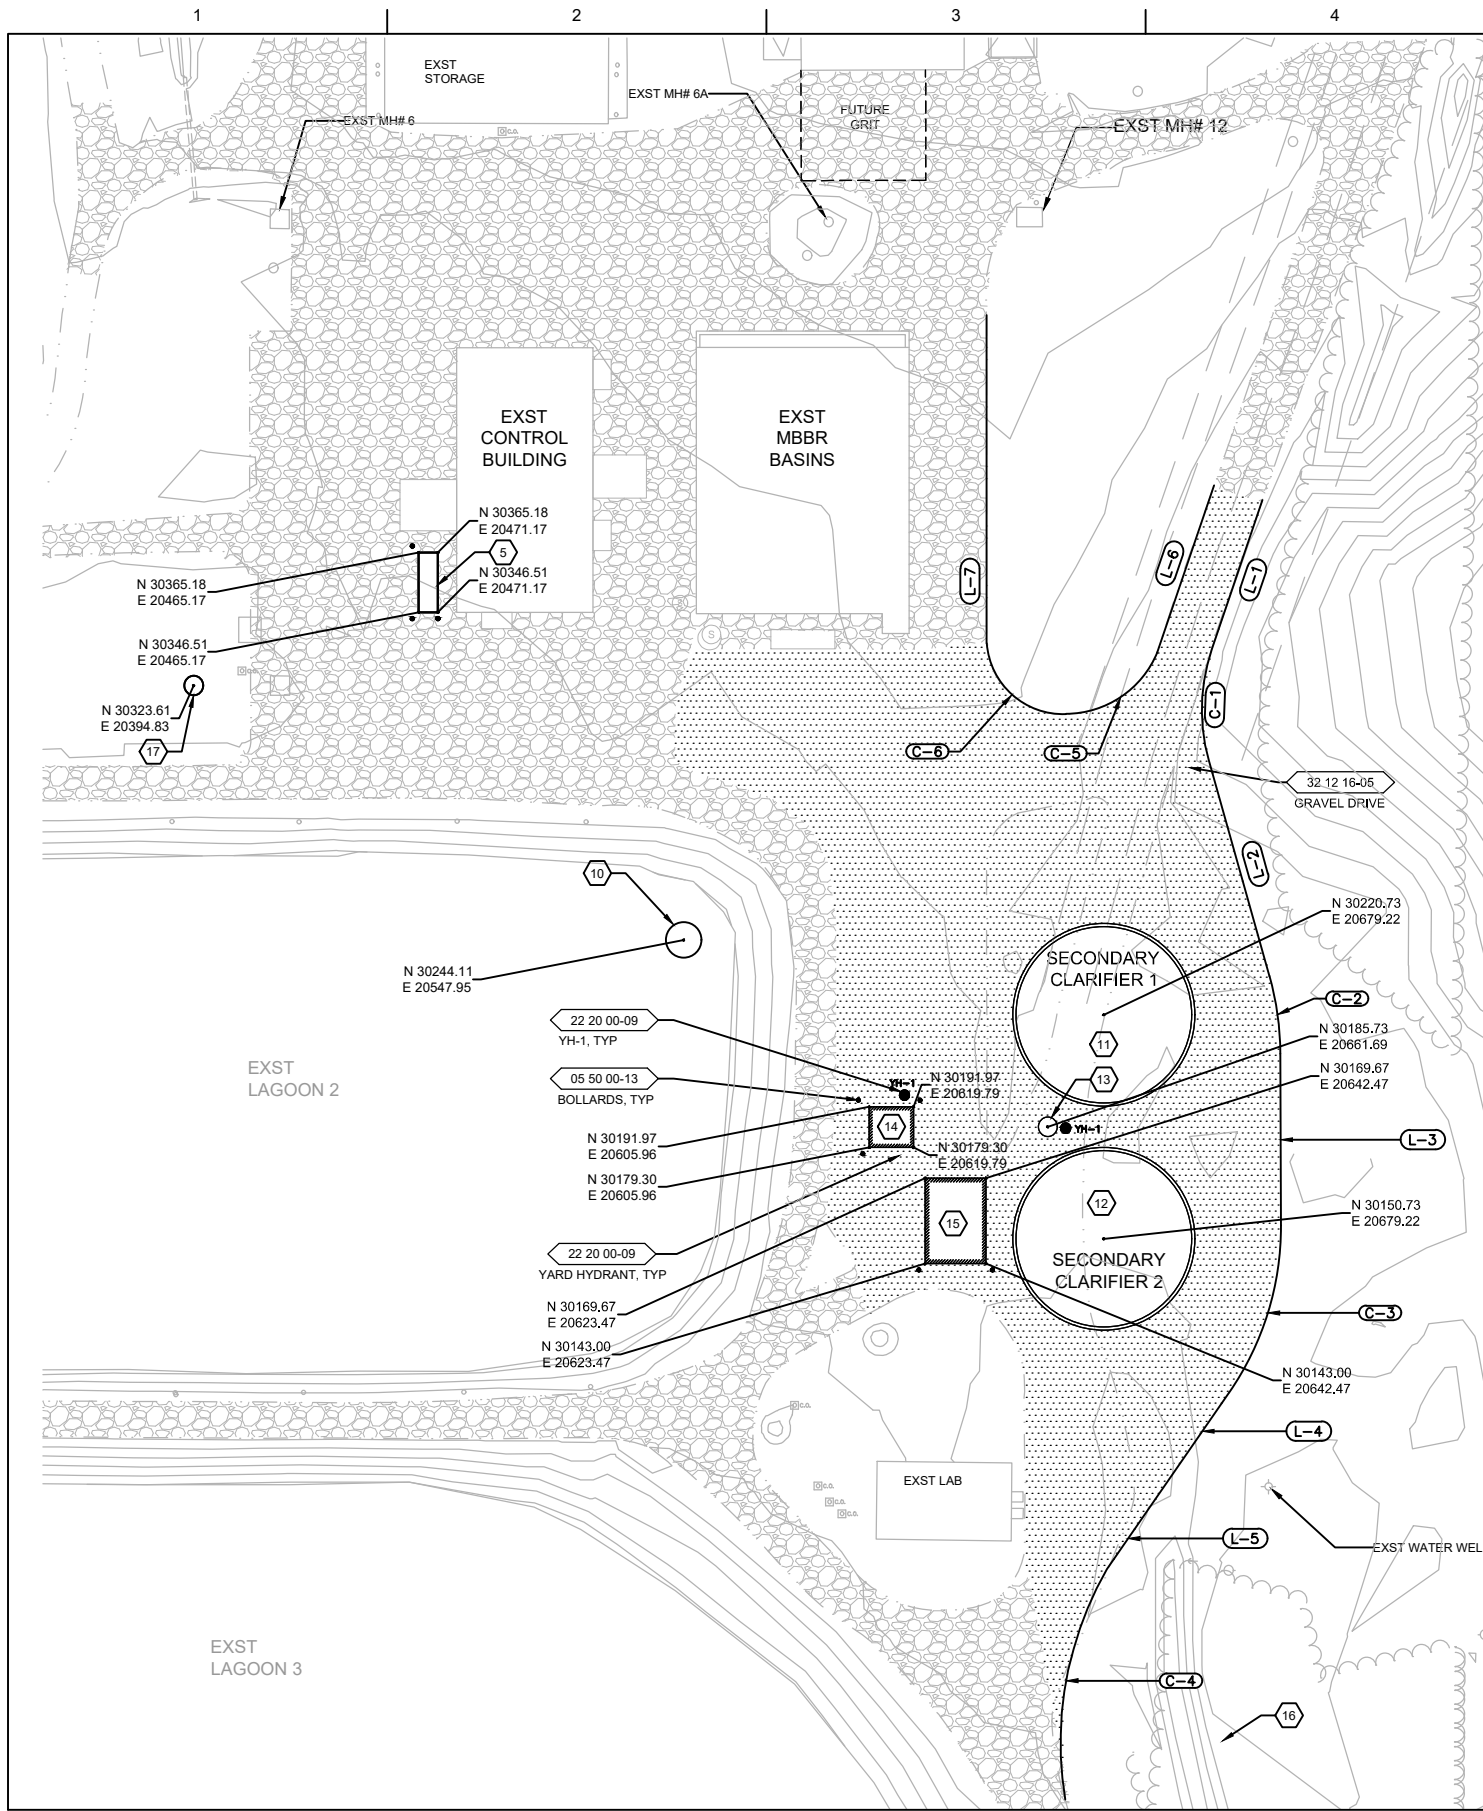 1
2
3
4
EXST
STORAGE
EXST MH# 6A
FUTURE
GRIT
EXST MH# 6
EXST MH# 12
EXST
CONTROL
BUILDING
EXST
MBBR
BASINS
N 30365.18
E 20471.17
5
N 30346.51
E 20471.17
N 30365.18
E 20465.17
N 30346.51
E 20465.17
L-7
L-6
L-1
S
C.O.
C.O.
N 30323.61
E 20394.83
17
C-1
C-6
C-5
32 12 16-05
GRAVEL DRIVE
10
L-2
N 30220.73
E 20679.22
SECONDARY
CLARIFIER 1
N 30244.11
E 20547.95
C-2
22 20 00-09
YH-1, TYP
11
N 30185.73
E 20661.69
EXST
LAGOON 2
05 50 00-13
BOLLARDS, TYP
YH-1
N 30191.97
E 20619.79
13
N 30169.67
E 20642.47
14
YH-1
L-3
N 30191.97
E 20605.96
N 30179.30
E 20619.79
N 30179.30
E 20605.96
12
15
N 30150.73
E 20679.22
22 20 00-09
YARD HYDRANT, TYP
SECONDARY
CLARIFIER 2
N 30169.67
E 20623.47
C-3
N 30143.00
E 20623.47
N 30143.00
E 20642.47
C.O.
L-4
EXST LAB
C.O.
C.O.
C.O.
L-5
EXST WATER WEL
EXST
LAGOON 3
C-4
16